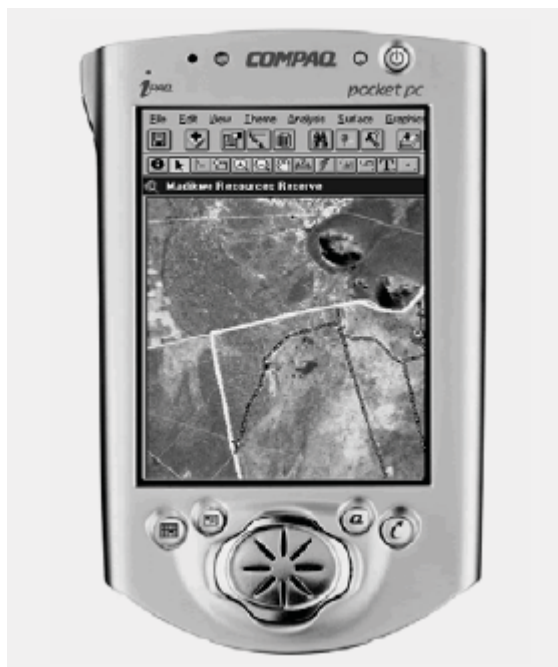 COMPAQ
iPAQ
pocket pc
File Edit View Theme Analysis Surface Graphics
T
Madikwe Resources Reserve
a